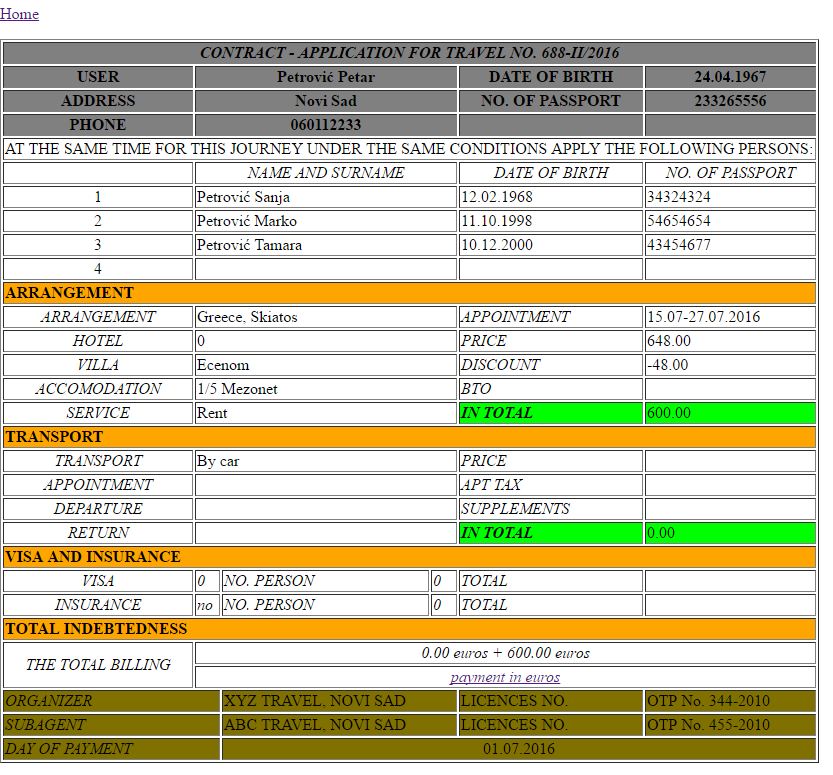 Home
CONTRACT - APPLICATION FOR TRAVEL NO. 688-II/2016
USER Petrović Petar DATE OF BIRTH 24.04.1967
ADDRESS Novi Sad NO. OF PASSPORT 233265556
PHONE 060112233
AT THE SAME TIME FOR THIS JOURNEY UNDER THE SAME CONDITIONS APPLY THE FOLLOWING PERSONS:
NAME AND SURNAME DATE OF BIRTH NO. OF PASSPORT
1 Petrović Sanja 12.02.1968 34324324
2 Petrović Marko 11.10.1998 54654654
3 Petrović Tamara 10.12.2000 43454677
4
ARRANGEMENT
ARRANGEMENT Greece, Skiatos APPOINTMENT 15.07-27.07.2016
HOTEL 0 PRICE 648.00
VILLA Ecenom DISCOUNT -48.00
ACCOMODATION 1/5 Mezonet BTO
SERVICE Rent IN TOTAL 600.00
TRANSPORT
TRANSPORT By car PRICE
APPOINTMENT APT TAX
DEPARTURE SUPPLEMENTS
RETURN IN TOTAL 0.00
VISA AND INSURANCE
VISA 0 NO. PERSON 0 TOTAL
INSURANCE no NO. PERSON 0 TOTAL
TOTAL INDEBTEDNESS
THE TOTAL BILLING 0.00 euros + 600.00 euros
payment in euros
ORGANIZER XYZ TRAVEL. NOVI SAD LICENCES NO. OTP No. 344-2010
SUBAGENT ABC TRAVEL. NOVI SAD LICENCES NO. OTP No. 455-2010
DAY OF PAYMENT 01.07.2016